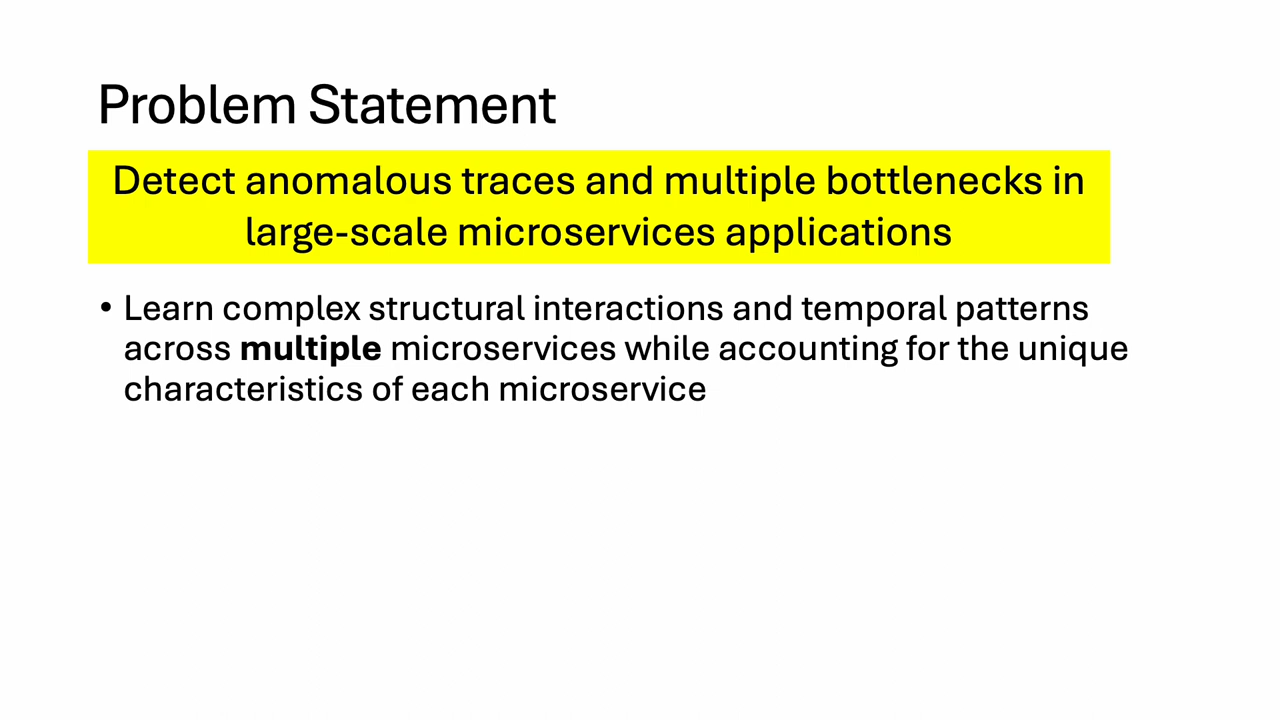 Problem Statement
Detect anomalous traces and multiple bottlenecks in
large-scale microservices applications
• Learn complex structural interactions and temporal patterns
across multiple microservices while accounting for the unique
characteristics of each microservice